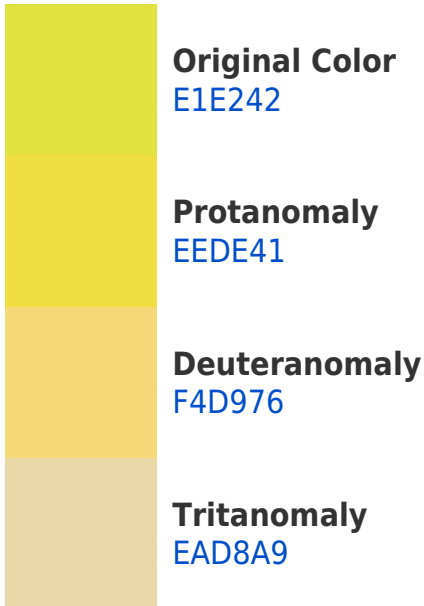 Original Color
E1E242
Protanomaly
EEDE41
Deuteranomaly
F4D976
Tritanomaly
EAD8A9